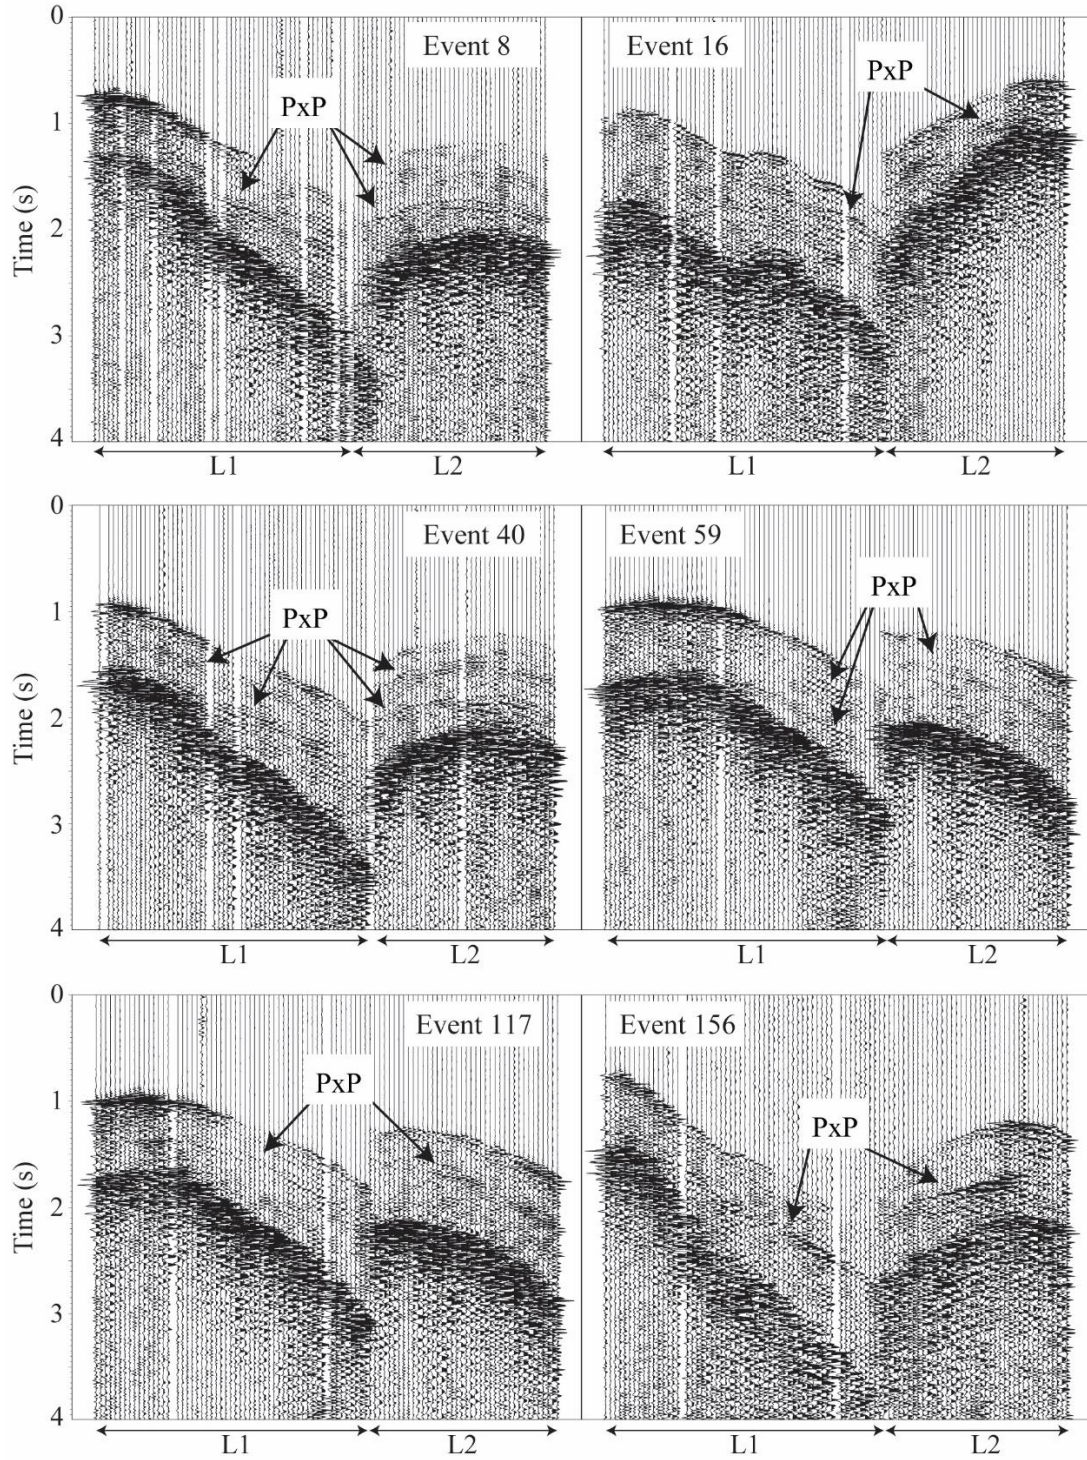 0
Event 8
Event 16
PxP
PxP
1
Time (s)
2
3
4
L1
L2
L1
L2
0
Event 40
Event 59
PxP
PxP
1
Time (s)
2
3
4
L1
L2
L1
L2
0
Event 117
Event 156
PxP
PxP
1
Time (s)
2
3
4
L1
L2
L1
L2